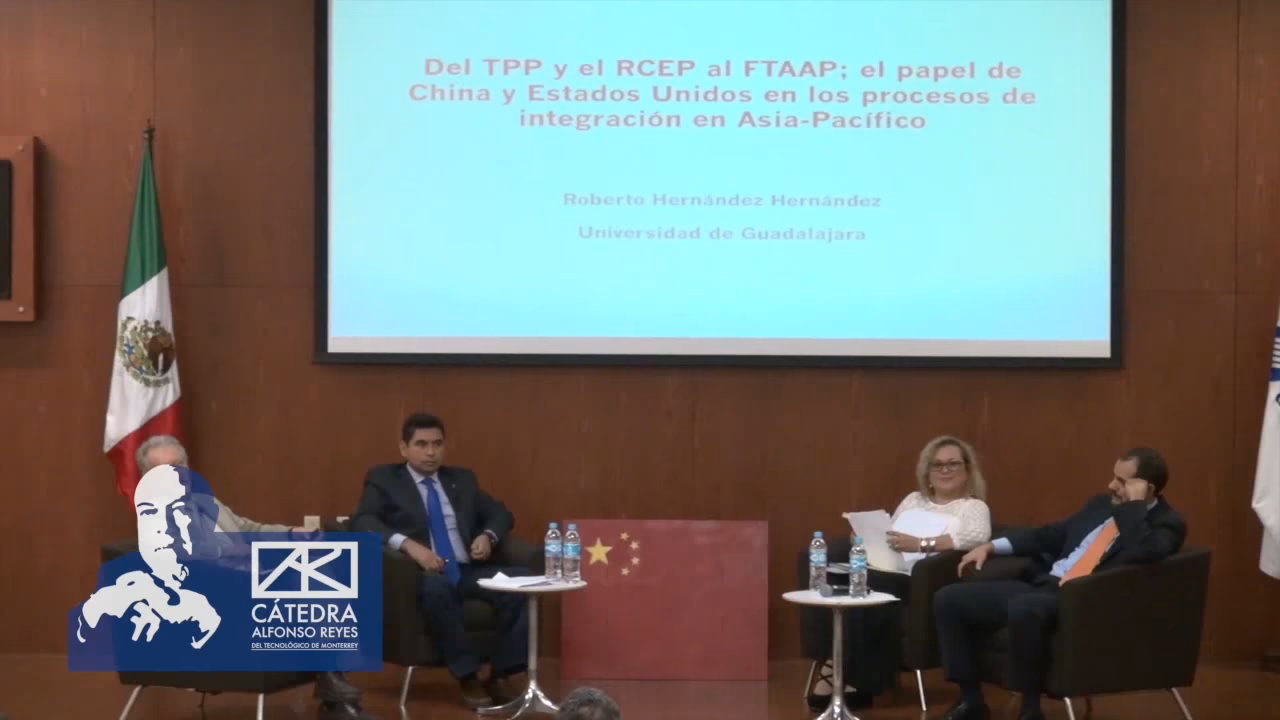 Del TPP y el RCEP al FTAAP; el papel de
China y Estados Unidos en los procesos de
integración en Asia-Pacífico
Roberto Hernández Hernández
Universidad de Guadalajara
CÁTEDRA
ALFONSO REYES
DEL TECNOLÓGICO DE MONTERREY